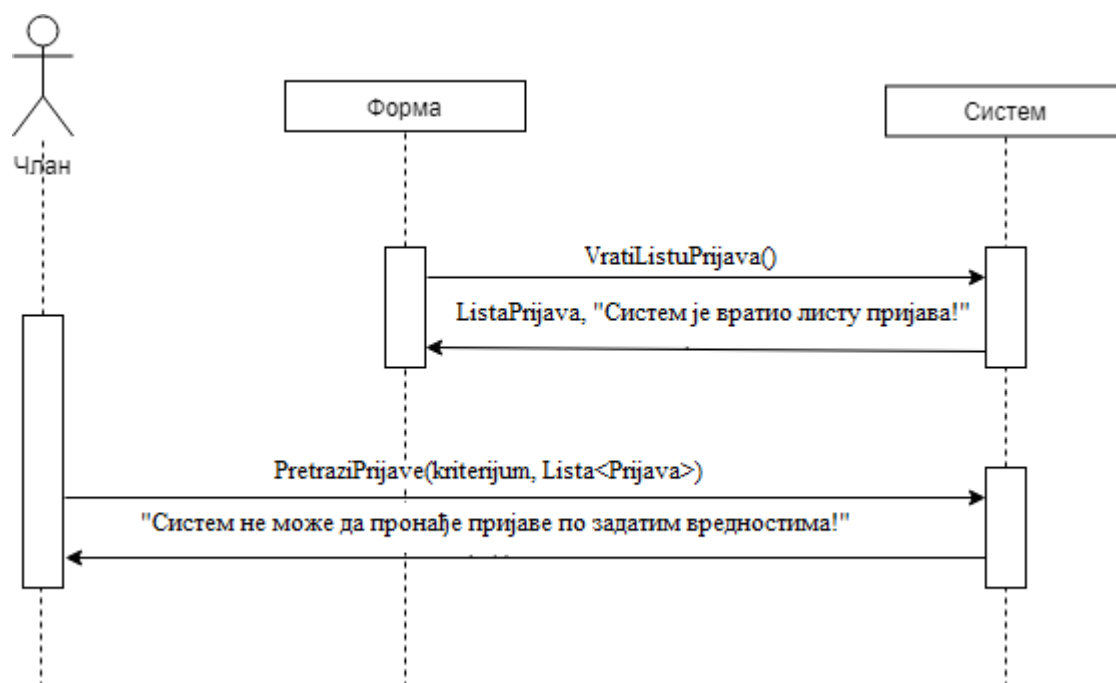 Форма
Систем
Члан
VratiListuPrijava()
ListaPrijava, "Систем је вратио листу пријава!"
PretraziPrijave(kriterijum, Lista<Prijava>)
"Систем не може да пронађе пријаве по задатим вредностима!"